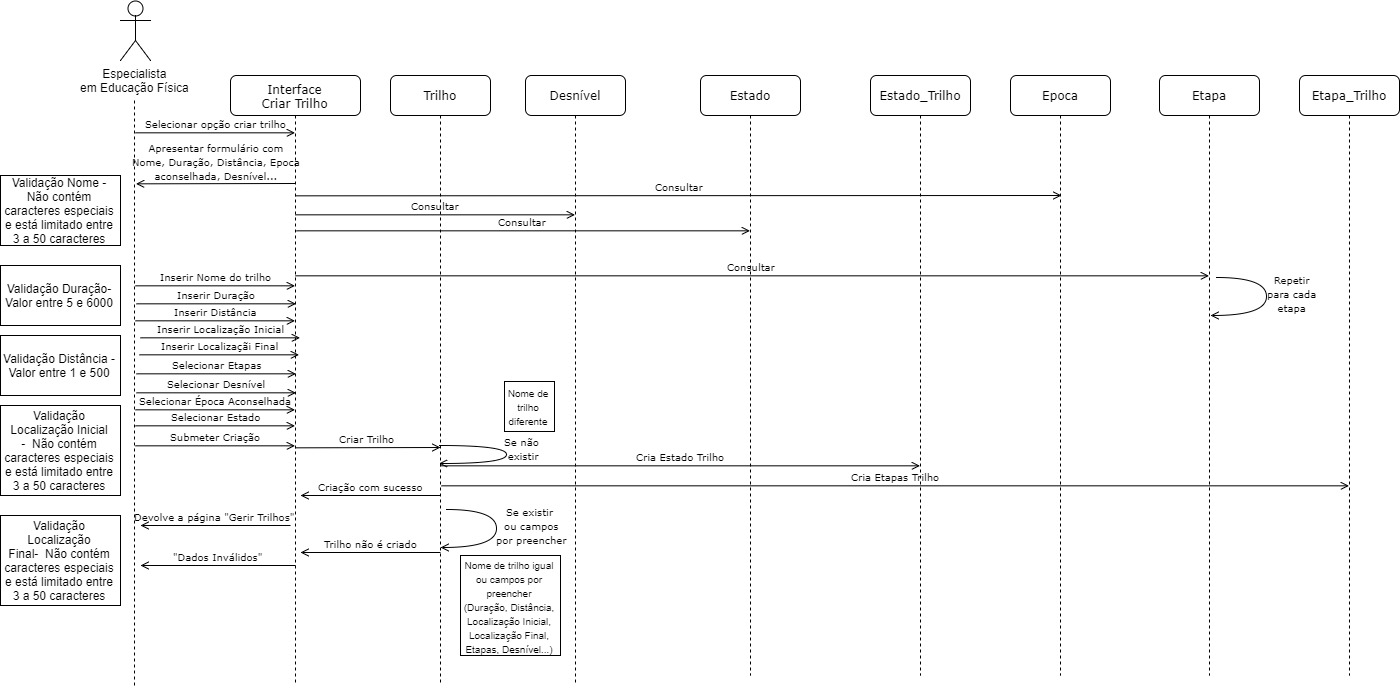 Especialista
em Educação Física
Interface
Criar Trilho
Trilho
Desnível
Estado
Estado_Trilho
Epoca
Etapa
Etapa_Trilho
Selecionar opção criar trilho
Apresentar formulário com
Nome, Duração, Distância, Epoca
aconselhada, Desnível...
Validação Nome -
Não contém
caracteres especiais
e está limitado entre
3 a 50 caracteres
Consultar
Consultar
Consultar
Consultar
Validação Duração-
Valor entre 5 e 6000
Inserir Nome do trilho
Inserir Duração
Inserir Distância
Inserir Localização Inicial
Inserir Localizaçãi Final
Selecionar Etapas
Selecionar Desnível
Selecionar Época Aconselhada
Selecionar Estado
Submeter Criação
Repetir
para cada
etapa
Validação Distância -
Valor entre 1 e 500
Validação
Localização Inicial
- Não contém
caracteres especiais
e está limitado entre
3 a 50 caracteres
Nome de
trilho
diferente
Criar Trilho
Se não
existir
Cria Estado Trilho
Cria Etapas Trilho
Criação com sucesso
Devolve a página "Gerir Trilhos"
Se existir
ou campos
por preencher
Trilho não é criado
"Dados Inválidos"
Validação
Localização
Final- Não contém
caracteres especiais
e está limitado entre
3 a 50 caracteres
Nome de trilho igual
ou campos por
preencher
(Duração, Distância,
Localização Inicial,
Localização Final,
Etapas, Desnível...)